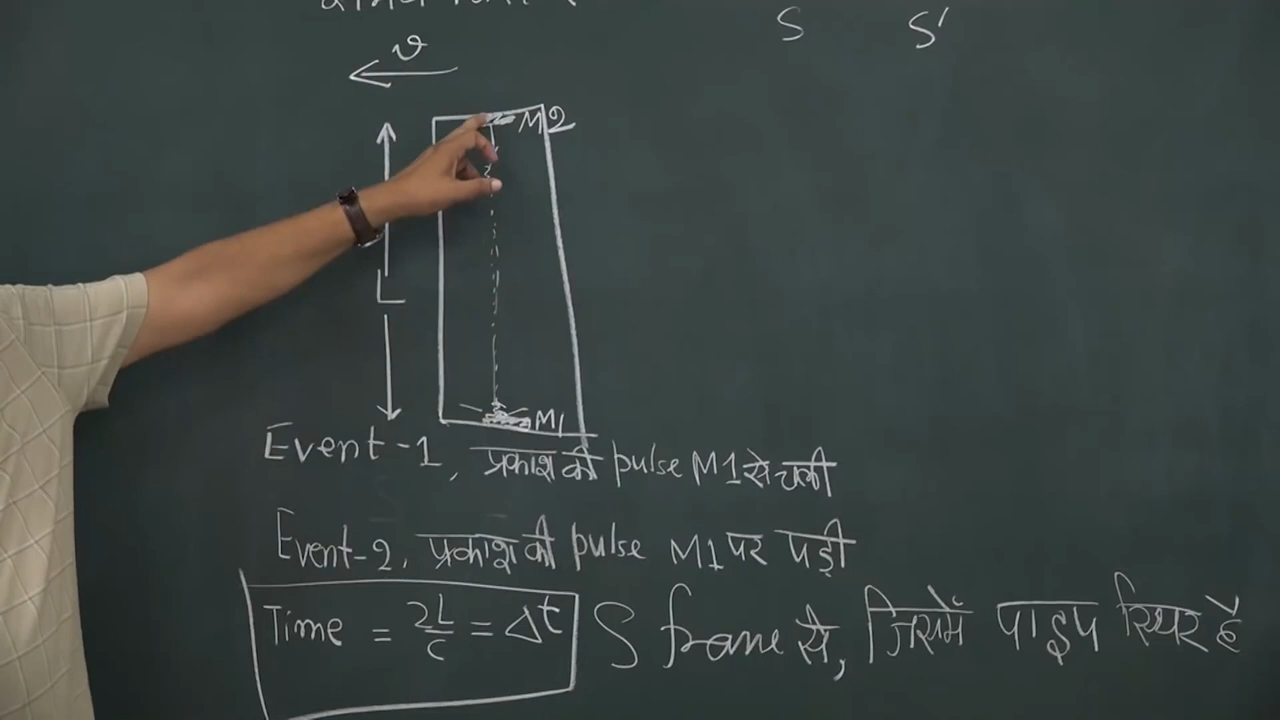 S S'
v
M2
L
M1
Event-1, प्रकाश की pulse M1 से चली
Event-2, प्रकाश की pulse M1 पर पड़ी
Time = 2L/c = Δt S frame से, जिसमें पाइप स्थिर है